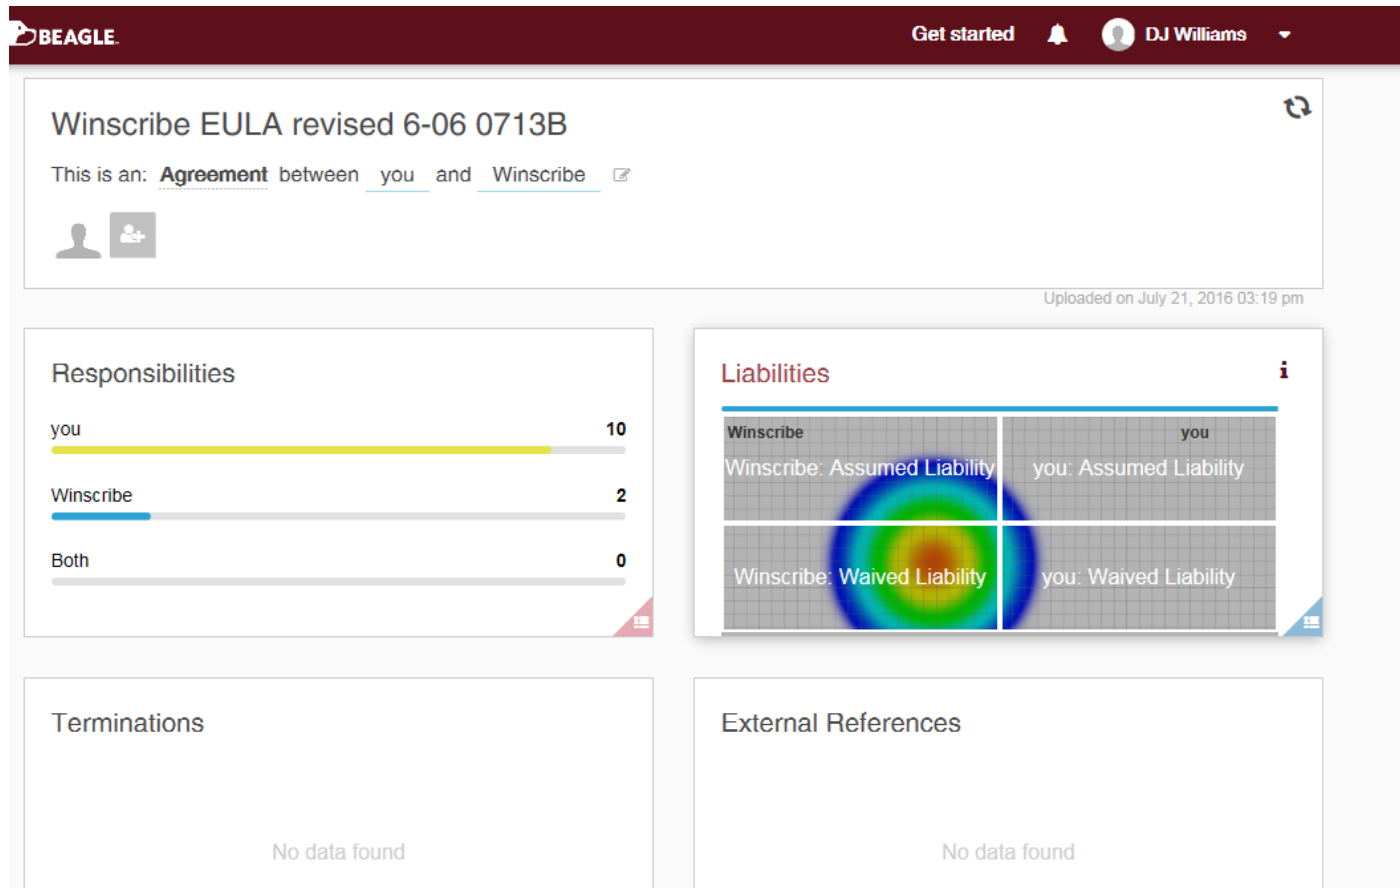 BEAGLE
Get started DJ Williams
Winscribe EULA revised 6-06 0713B
This is an: Agreement between you and Winscribe
Uploaded on July 21, 2016 03:19 pm
Responsibilities
you 10
Winscribe 2
Both 0
Liabilities
Winscribe you
Winscribe: Assumed Liability you: Assumed Liability
Winscribe: Waived Liability you: Waived Liability
Terminations
No data found
External References
No data found